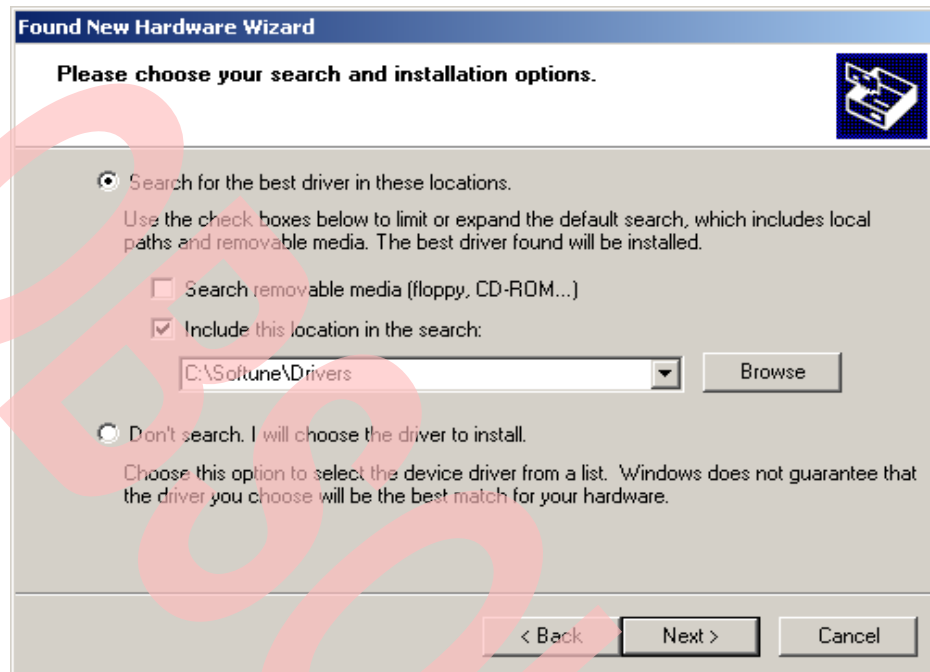 Found New Hardware Wizard
Please choose your search and installation options.
Search for the best driver in these locations.
Use the check boxes below to limit or expand the default search, which includes local
paths and removable media. The best driver found will be installed.
Search removable media (floppy, CD-ROM...)
Include this location in the search:
C:\Softune\Drivers
Browse
Don't search. I will choose the driver to install.
Choose this option to select the device driver from a list. Windows does not guarantee that
the driver you choose will be the best match for your hardware.
< Back
Next >
Cancel